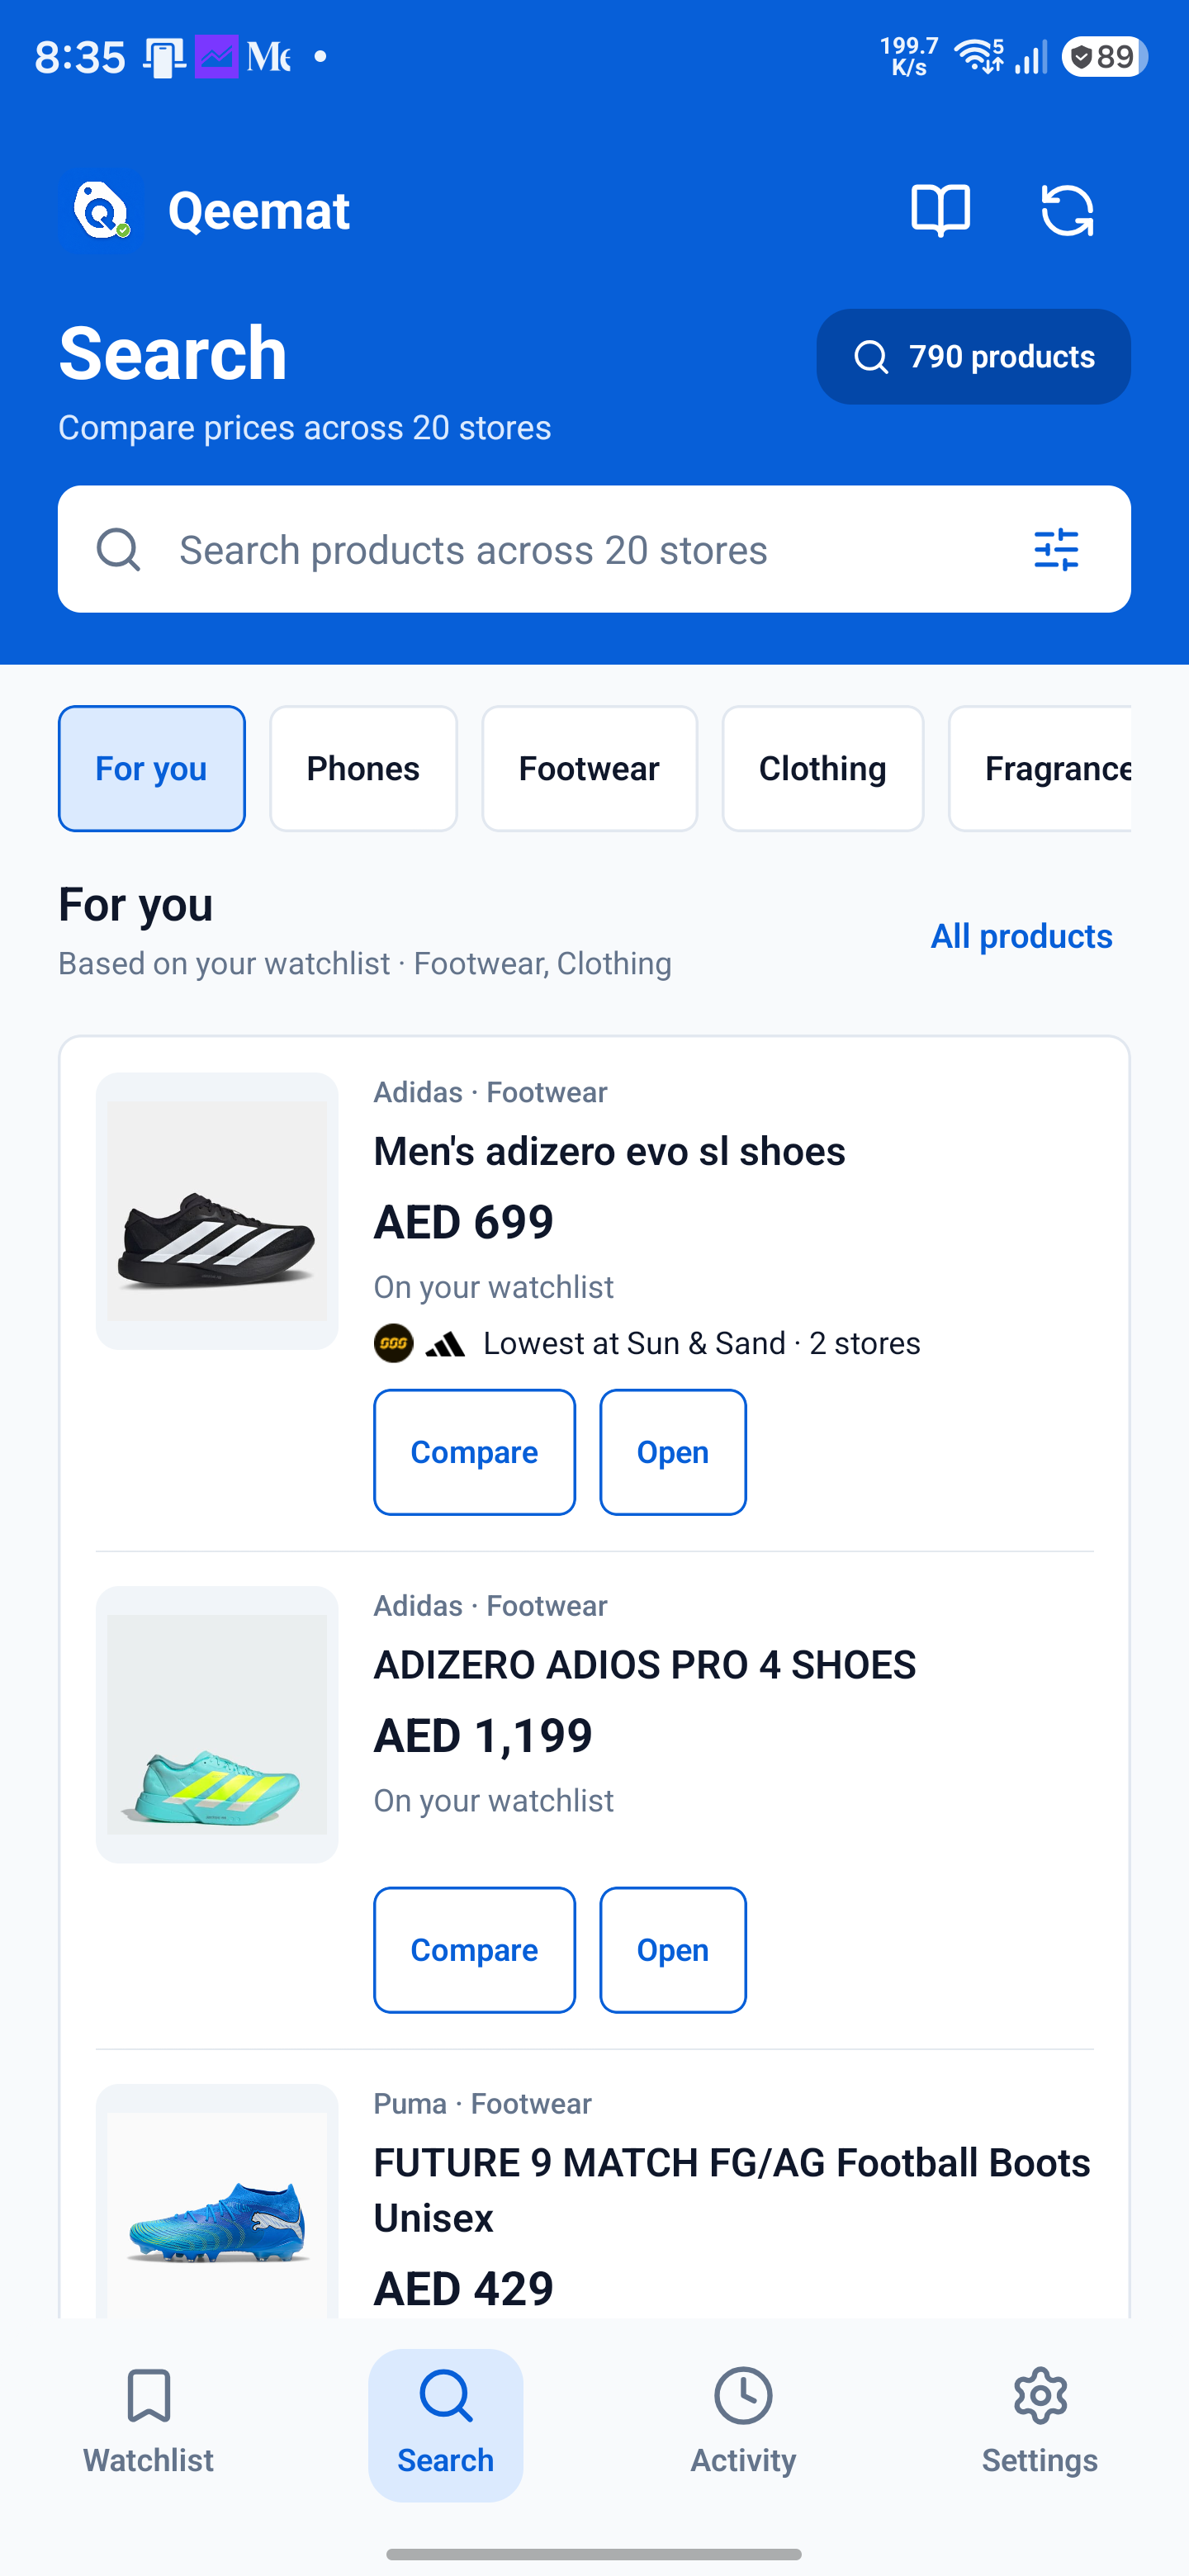 8:35
199.7
K/s
5
89
Qeemat
Search
790 products
Compare prices across 20 stores
Search products across 20 stores
For you
Phones
Footwear
Clothing
Fragrance
For you
All products
Based on your watchlist · Footwear, Clothing
Adidas · Footwear
Men's adizero evo sl shoes
AED 699
On your watchlist
Lowest at Sun & Sand · 2 stores
Compare
Open
Adidas · Footwear
ADIZERO ADIOS PRO 4 SHOES
AED 1,199
On your watchlist
Compare
Open
Puma · Footwear
FUTURE 9 MATCH FG/AG Football Boots
Unisex
AED 429
Watchlist
Search
Activity
Settings